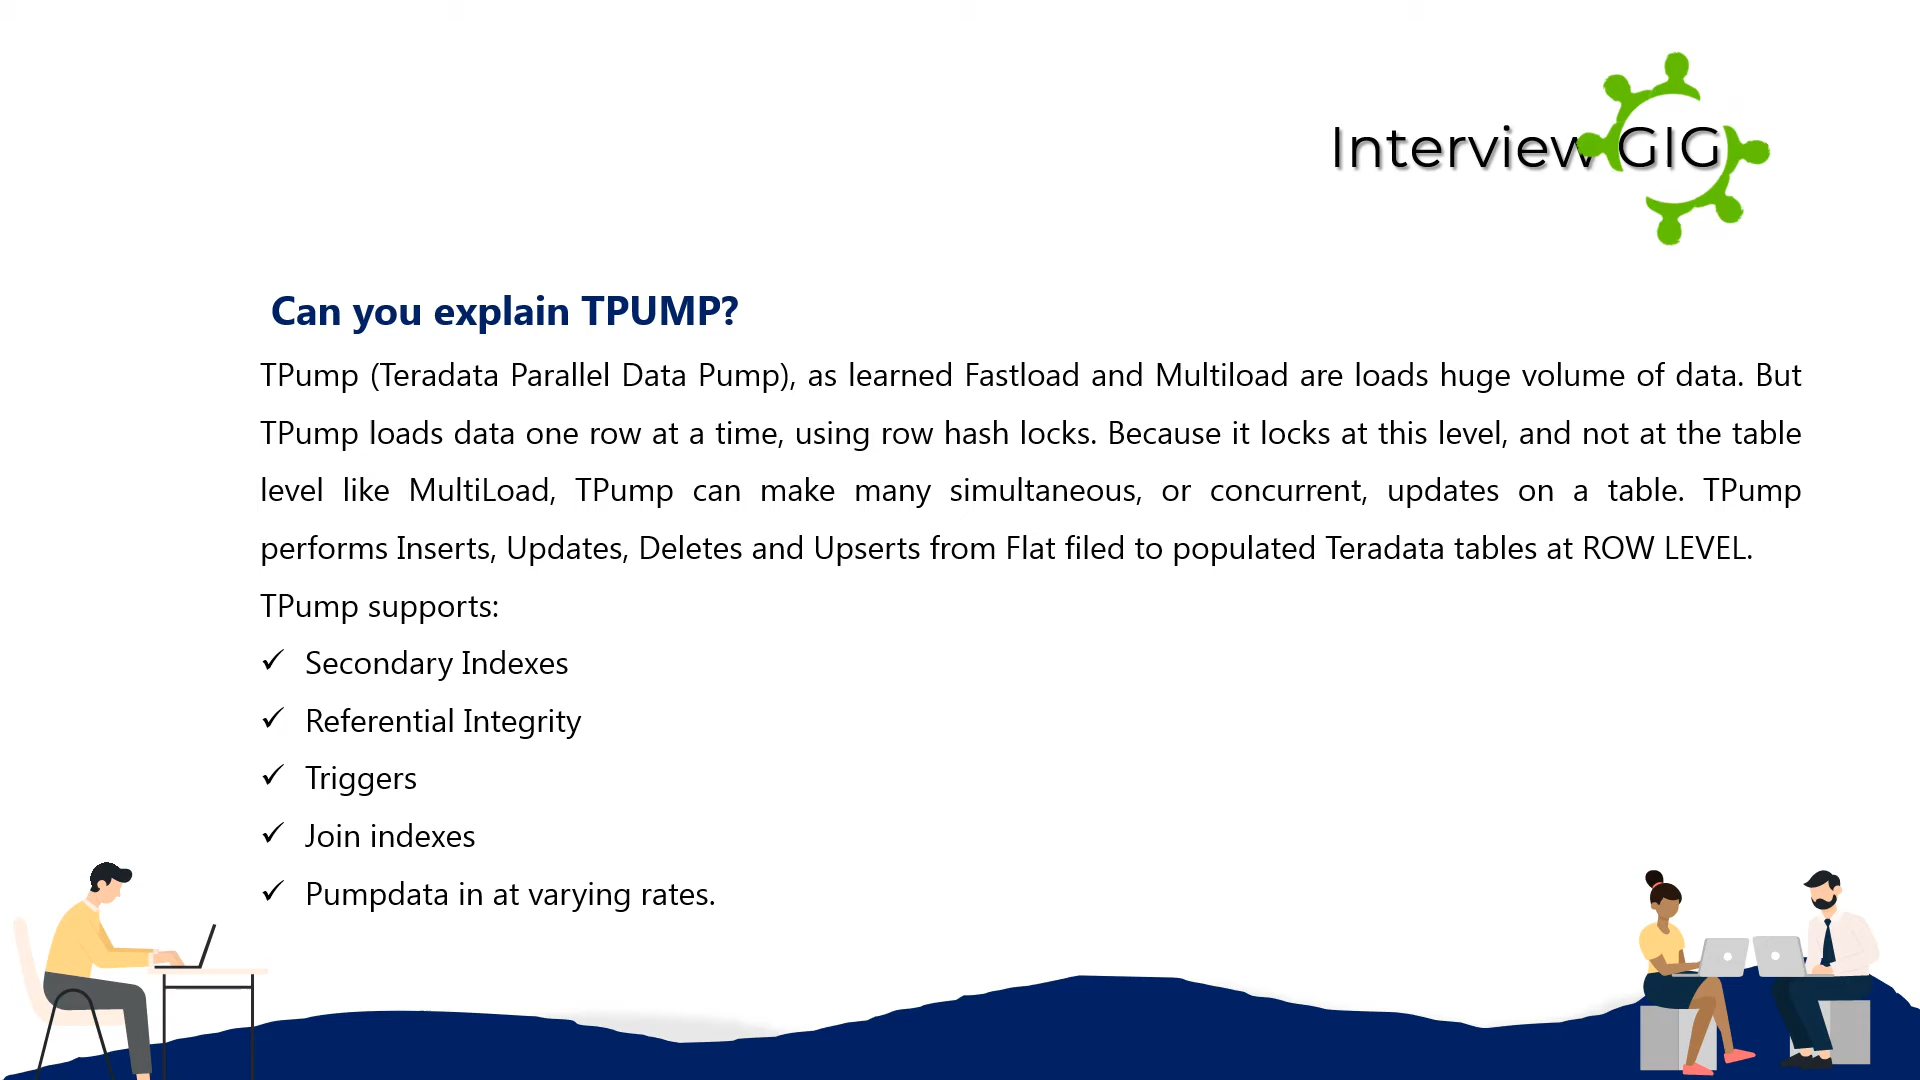 Interview GIG
Can you explain TPUMP?
TPump (Teradata Parallel Data Pump), as learned Fastload and Multiload are loads huge volume of data. But
TPump loads data one row at a time, using row hash locks. Because it locks at this level, and not at the table
level like MultiLoad, TPump can make many simultaneous, or concurrent, updates on a table. TPump
performs Inserts, Updates, Deletes and Upserts from Flat filed to populated Teradata tables at ROW LEVEL.
TPump supports:
✓ Secondary Indexes
✓ Referential Integrity
✓ Triggers
✓ Join indexes
✓ Pumpdata in at varying rates.